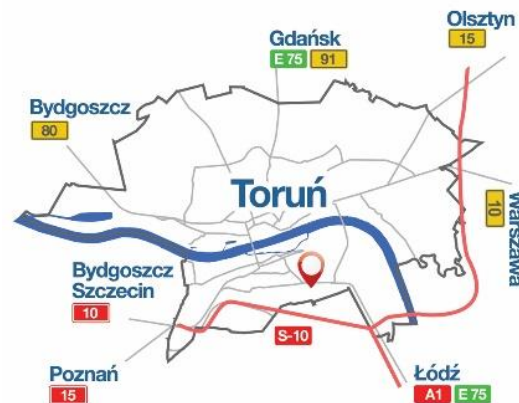 Olsztyn
15
Gdańsk
E 75 91
Bydgoszcz
80
Toruń
10
Warszawa
Bydgoszcz
Szczecin
10
S-10
Poznań
15
Łódź
A1 E 75